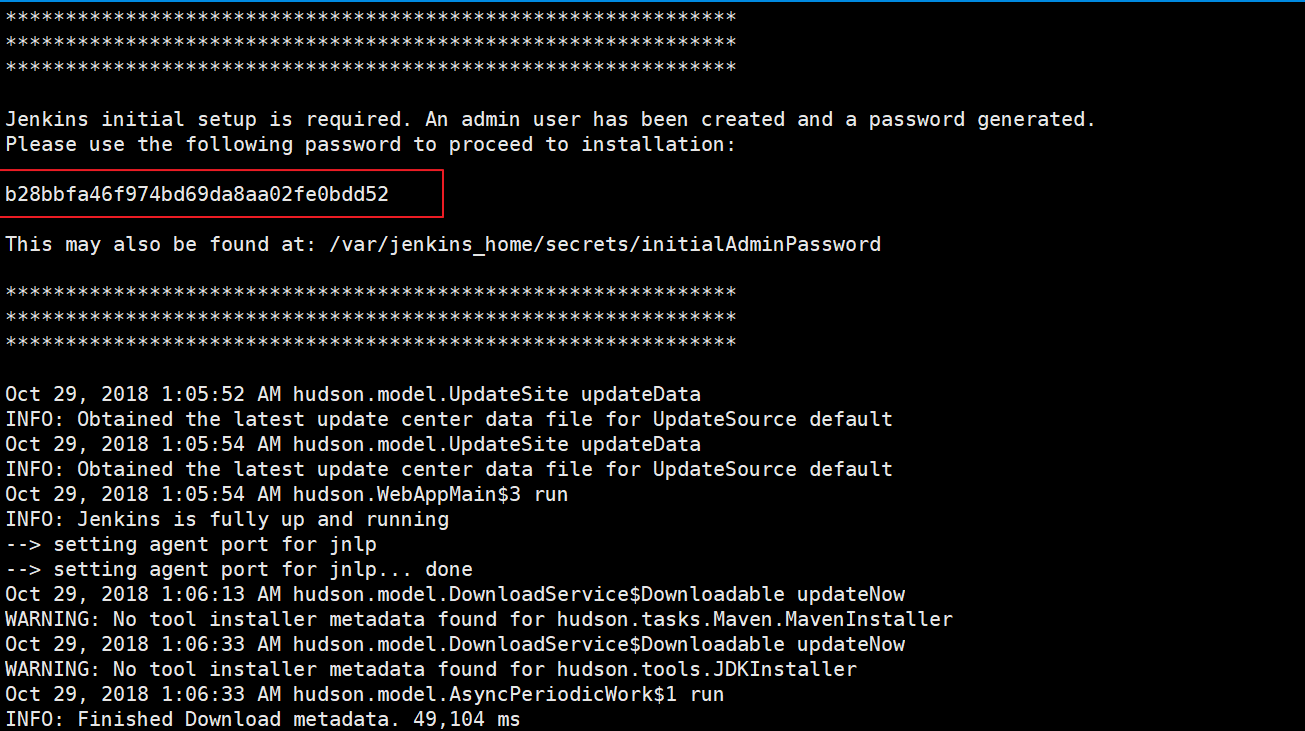 *************************************************************
*************************************************************
*************************************************************
Jenkins initial setup is required. An admin user has been created and a password generated.
Please use the following password to proceed to installation:
b28bbfa46f974bd69da8aa02fe0bdd52
This may also be found at: /var/jenkins_home/secrets/initialAdminPassword
*************************************************************
*************************************************************
*************************************************************
Oct 29, 2018 1:05:52 AM hudson.model.UpdateSite updateData
INFO: Obtained the latest update center data file for UpdateSource default
Oct 29, 2018 1:05:54 AM hudson.model.UpdateSite updateData
INFO: Obtained the latest update center data file for UpdateSource default
Oct 29, 2018 1:05:54 AM hudson.WebAppMain$3 run
INFO: Jenkins is fully up and running
--> setting agent port for jnlp
--> setting agent port for jnlp... done
Oct 29, 2018 1:06:13 AM hudson.model.DownloadService$Downloadable updateNow
WARNING: No tool installer metadata found for hudson.tasks.Maven.MavenInstaller
Oct 29, 2018 1:06:33 AM hudson.model.DownloadService$Downloadable updateNow
WARNING: No tool installer metadata found for hudson.tools.JDKInstaller
Oct 29, 2018 1:06:33 AM hudson.model.AsyncPeriodicWork$1 run
INFO: Finished Download metadata. 49,104 ms